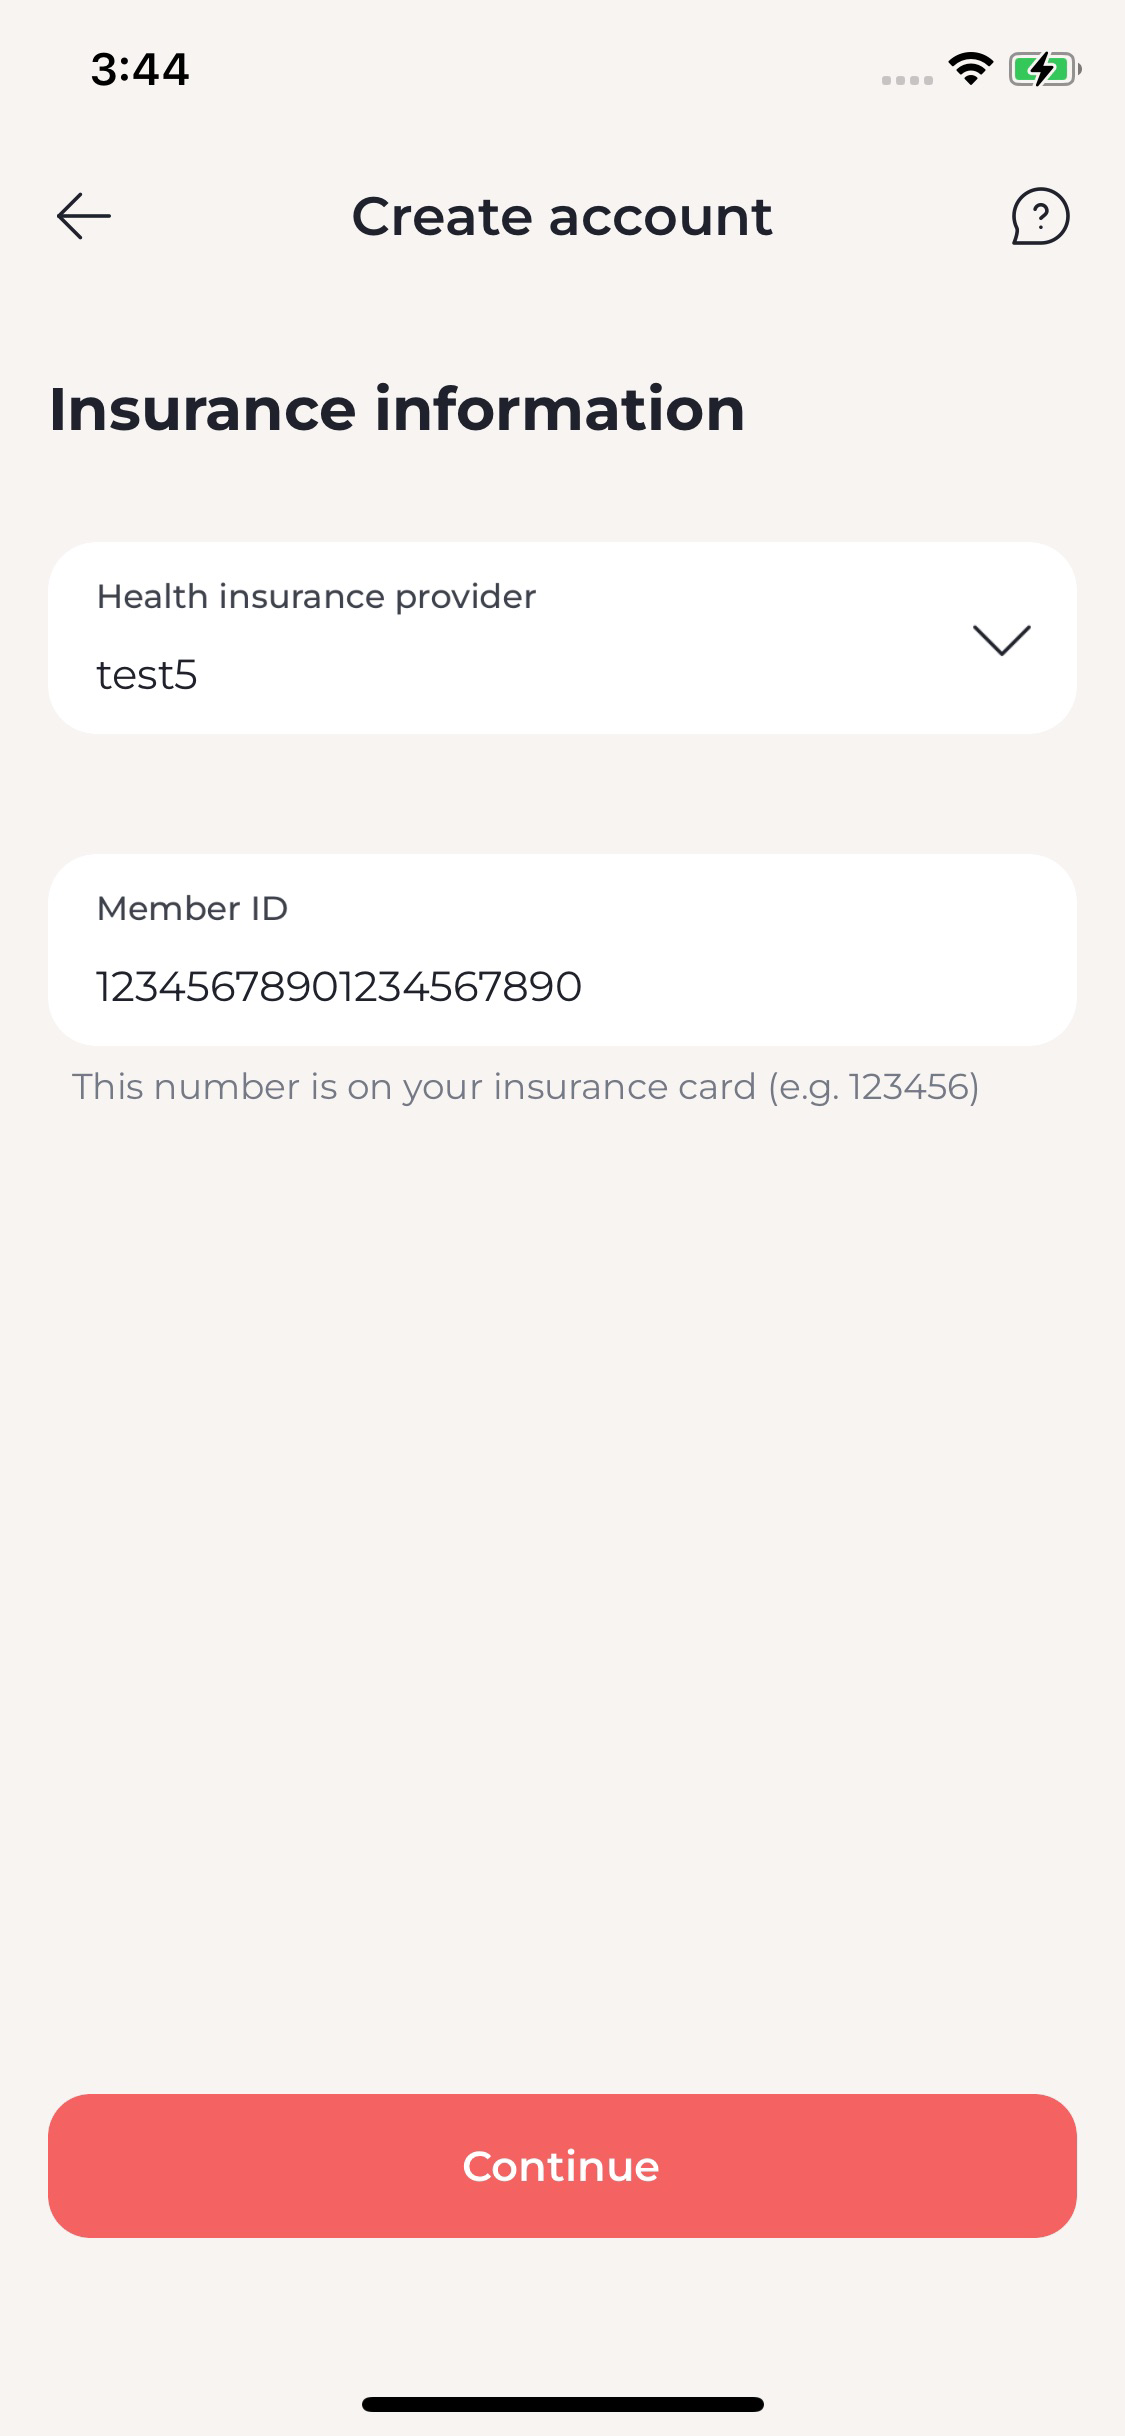 3:44
Create account
?
Insurance information
Health insurance provider
test5
Member ID
12345678901234567890
This number is on your insurance card (e.g. 123456)
Continue